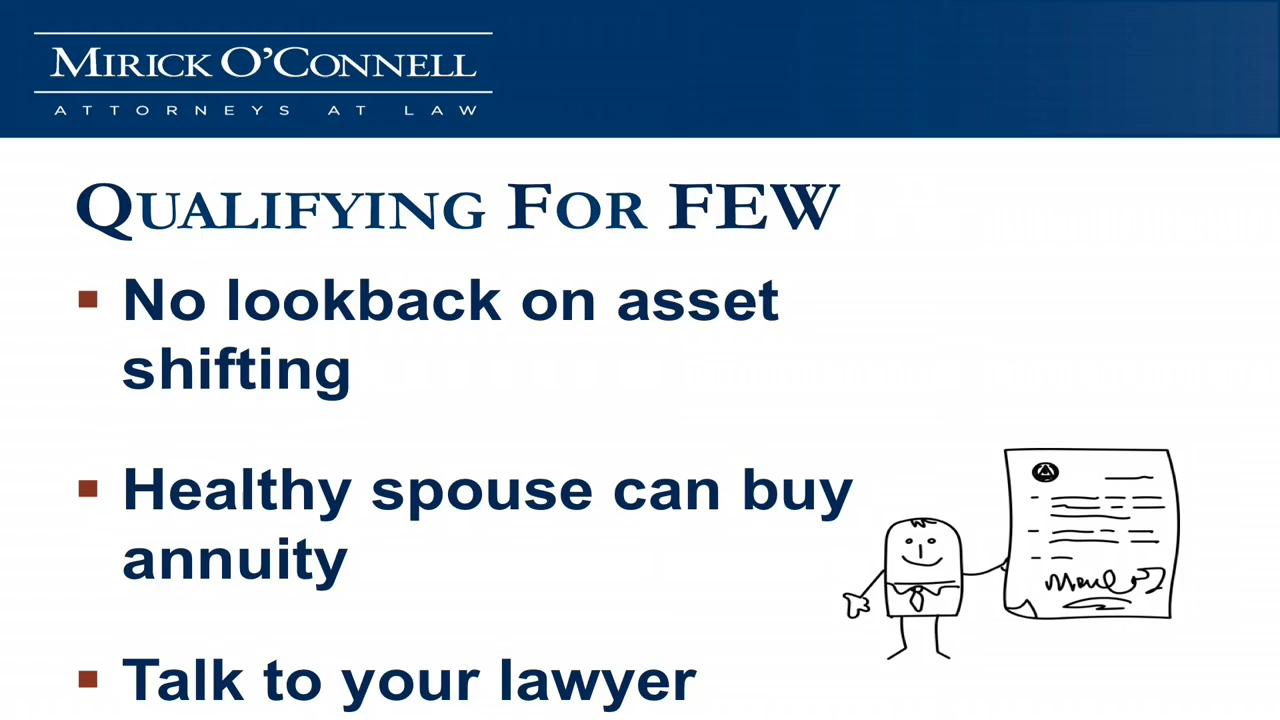 MIRICK O'CONNELL
ATTORNEYS AT LAW
QUALIFYING FOR FEW
▪ No lookback on asset
shifting
▪ Healthy spouse can buy
annuity
▪ Talk to your lawyer